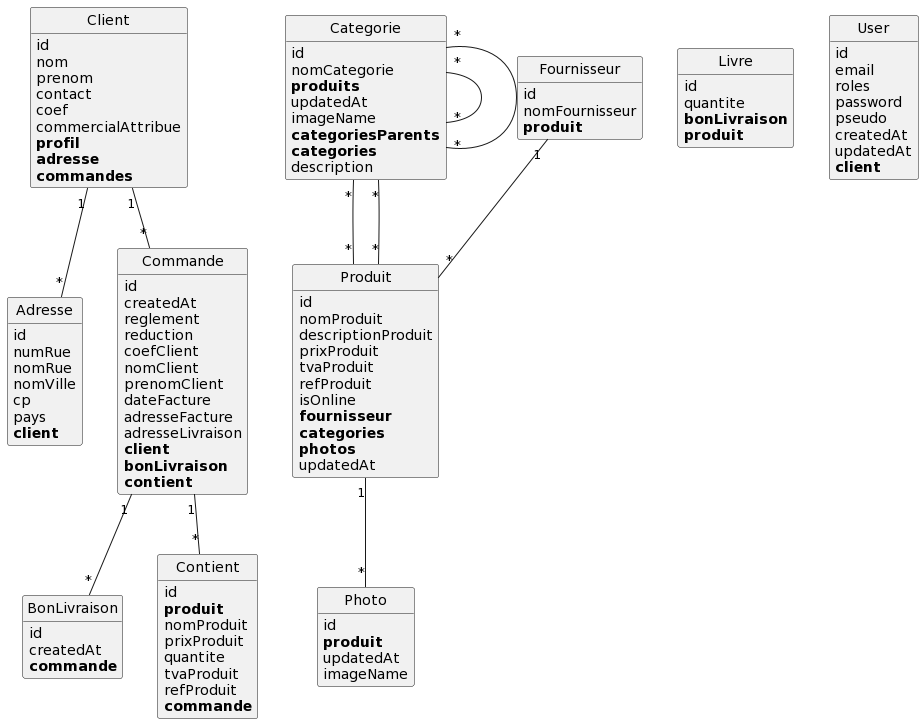 Client
id
nom
prenom
contact
coef
commercialAttribue
profil
adresse
commandes
Categorie
id
nomCategorie
produits
updatedAt
imageName
categoriesParents
categories
description
*
*
*
*
Fournisseur
id
nomFournisseur
produit
Livre
id
quantite
bonLivraison
produit
User
id
email
roles
password
pseudo
createdAt
updatedAt
client
1
1
*
*
*
*
*
*
1
*
Adresse
id
numRue
nomRue
nomVille
cp
pays
client
Commande
id
createdAt
reglement
reduction
coefClient
nomClient
prenomClient
dateFacture
adresseFacture
adresseLivraison
client
bonLivraison
contient
Produit
id
nomProduit
descriptionProduit
prixProduit
tvaProduit
refProduit
isOnline
fournisseur
categories
photos
updatedAt
1
1
1
*
*
*
BonLivraison
id
createdAt
commande
Contient
id
produit
nomProduit
prixProduit
quantite
tvaProduit
refProduit
commande
Photo
id
produit
updatedAt
imageName